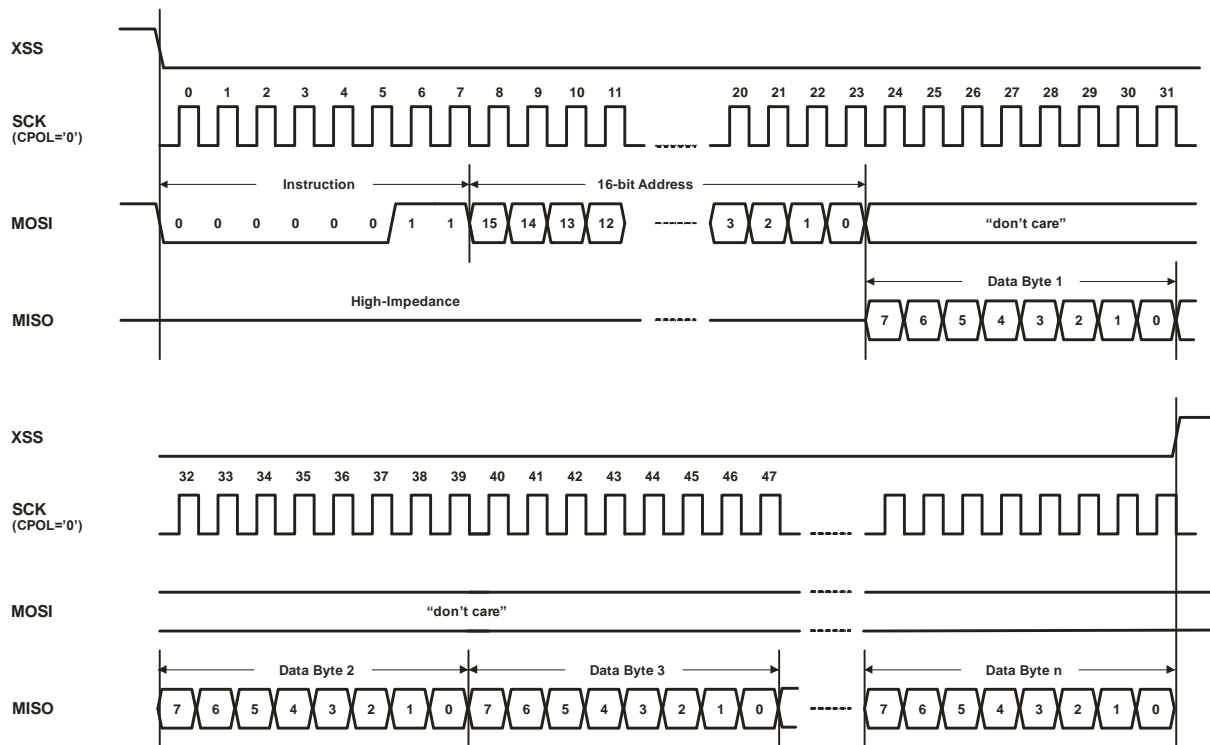 XSS
0 1 2 3 4 5 6 7 8 9 10 11 20 21 22 23 24 25 26 27 28 29 30 31
SCK
(CPOL='0')
Instruction 16-bit Address
MOSI 0 0 0 0 0 0 1 1 15 14 13 12 3 2 1 0 “don't care”
Data Byte 1
High-Impedance
MISO 7 6 5 4 3 2 1 0
XSS
32 33 34 35 36 37 38 39 40 41 42 43 44 45 46 47
SCK
(CPOL='0')
MOSI “don't care”
Data Byte 2 Data Byte 3 Data Byte n
MISO 7 6 5 4 3 2 1 0 7 6 5 4 3 2 1 0 7 6 5 4 3 2 1 0